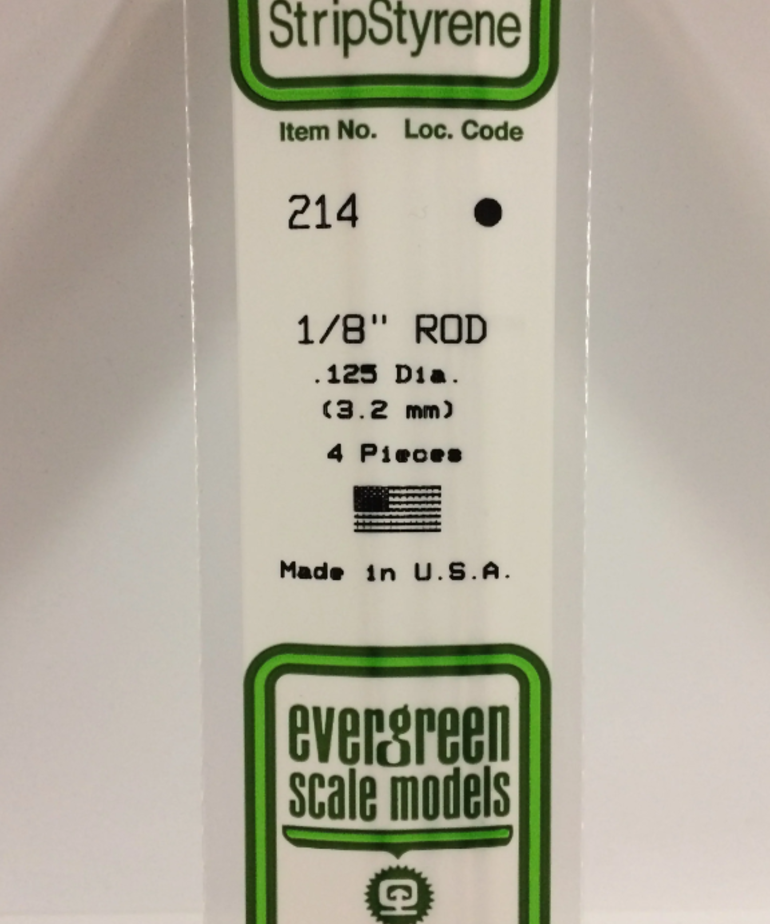 StripStyrene
Item No. Loc. Code
214 ●
1/8" ROD
.125 Dia.
(3.2 mm)
4 Pieces
Made in U.S.A.
evergreen
scale models